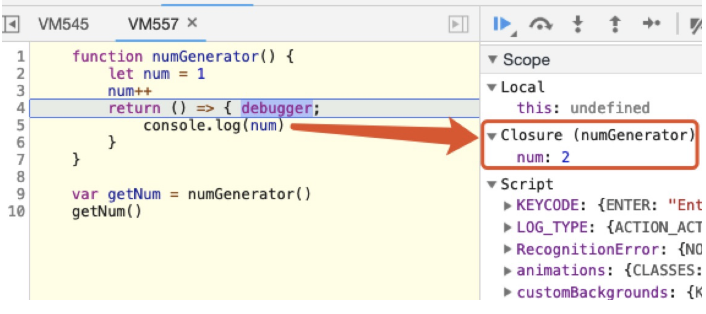 VM545 VM557 ×
1 function numGenerator() {
2 let num = 1
3 num++
4 return () => { debugger;
5 console.log(num)
6 }
7 }
8
9 var getNum = numGenerator()
10 getNum()
Scope
Local
this: undefined
Closure (numGenerator)
num: 2
Script
KEYCODE: {ENTER: "Ent
LOG_TYPE: {ACTION_ACT
RecognitionError: {NO
animations: {CLASSES:
customBackgrounds: {K